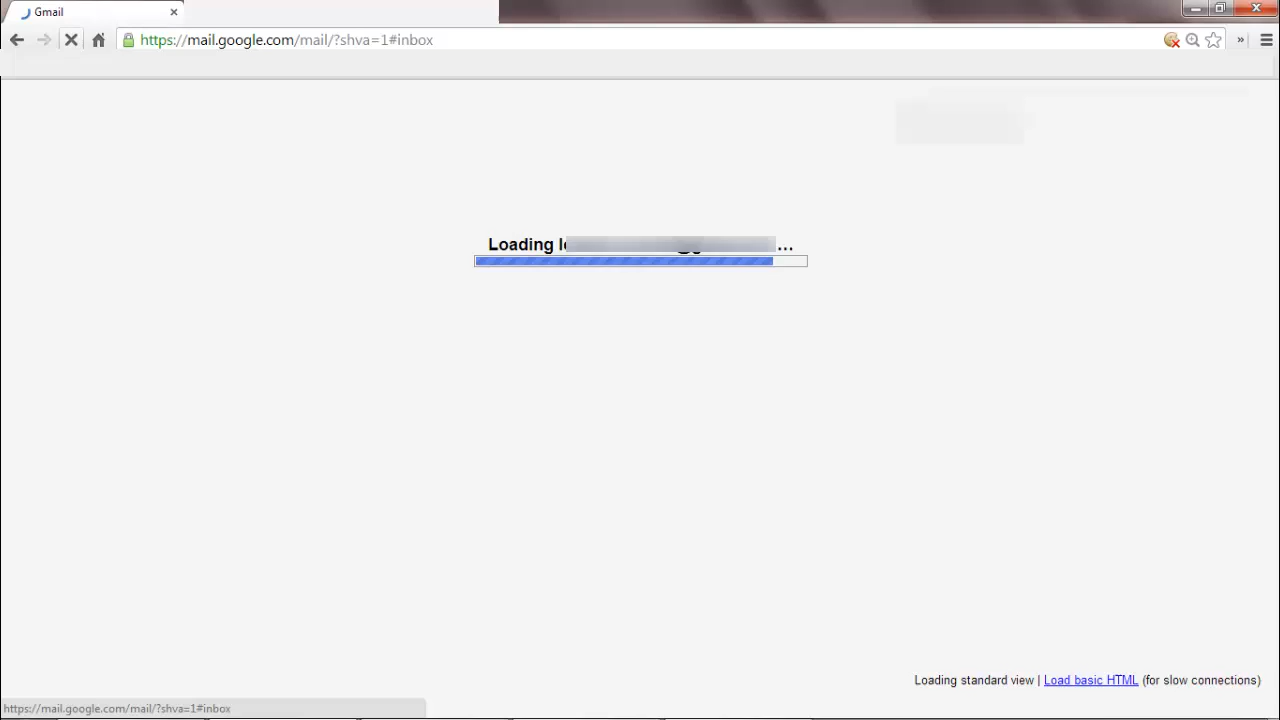 Gmail
https://mail.google.com/mail/?shva=1#inbox
Loading ...
Loading standard view | Load basic HTML (for slow connections)
https://mail.google.com/mail/?shva=1#inbox